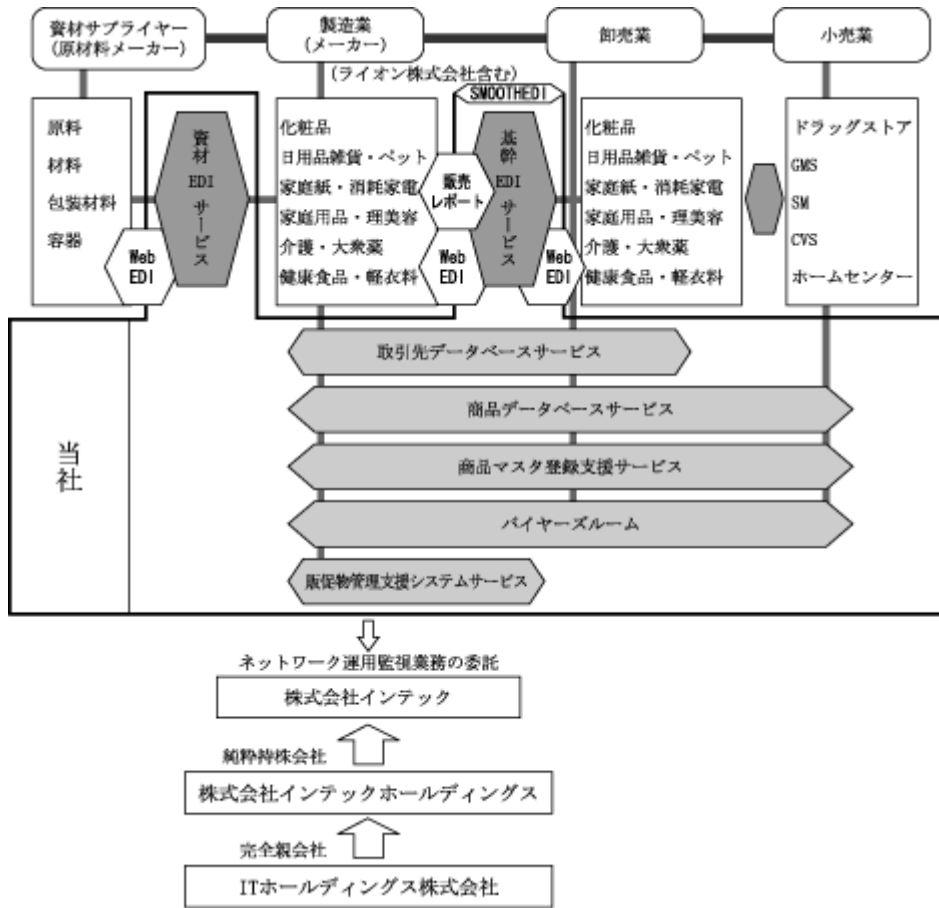 資材サプライヤー
(原材料メーカー)
製造業
(メーカー)
卸売業
小売業
(ライオン株式会社含む)
SMOOTHEDI
原料
材料
包装材料
容器
資材
EDI
サービス
Web
EDI
化粧品
日用品雑貨・ペット
家庭紙・消耗家電
家庭用品・理美容
介護・大衆薬
健康食品・軽衣料
販売
レポート
Web
EDI
基幹
EDI
サービス
Web
EDI
化粧品
日用品雑貨・ペット
家庭紙・消耗家電
家庭用品・理美容
介護・大衆薬
健康食品・軽衣料
ドラッグストア
GMS
SM
CVS
ホームセンター
当社
取引先データベースサービス
商品データベースサービス
商品マスタ登録支援サービス
バイヤーズルーム
販促物管理支援システムサービス
ネットワーク運用監視業務の委託
株式会社インテック
純粋持株会社
株式会社インテックホールディングス
完全親会社
ITホールディングス株式会社